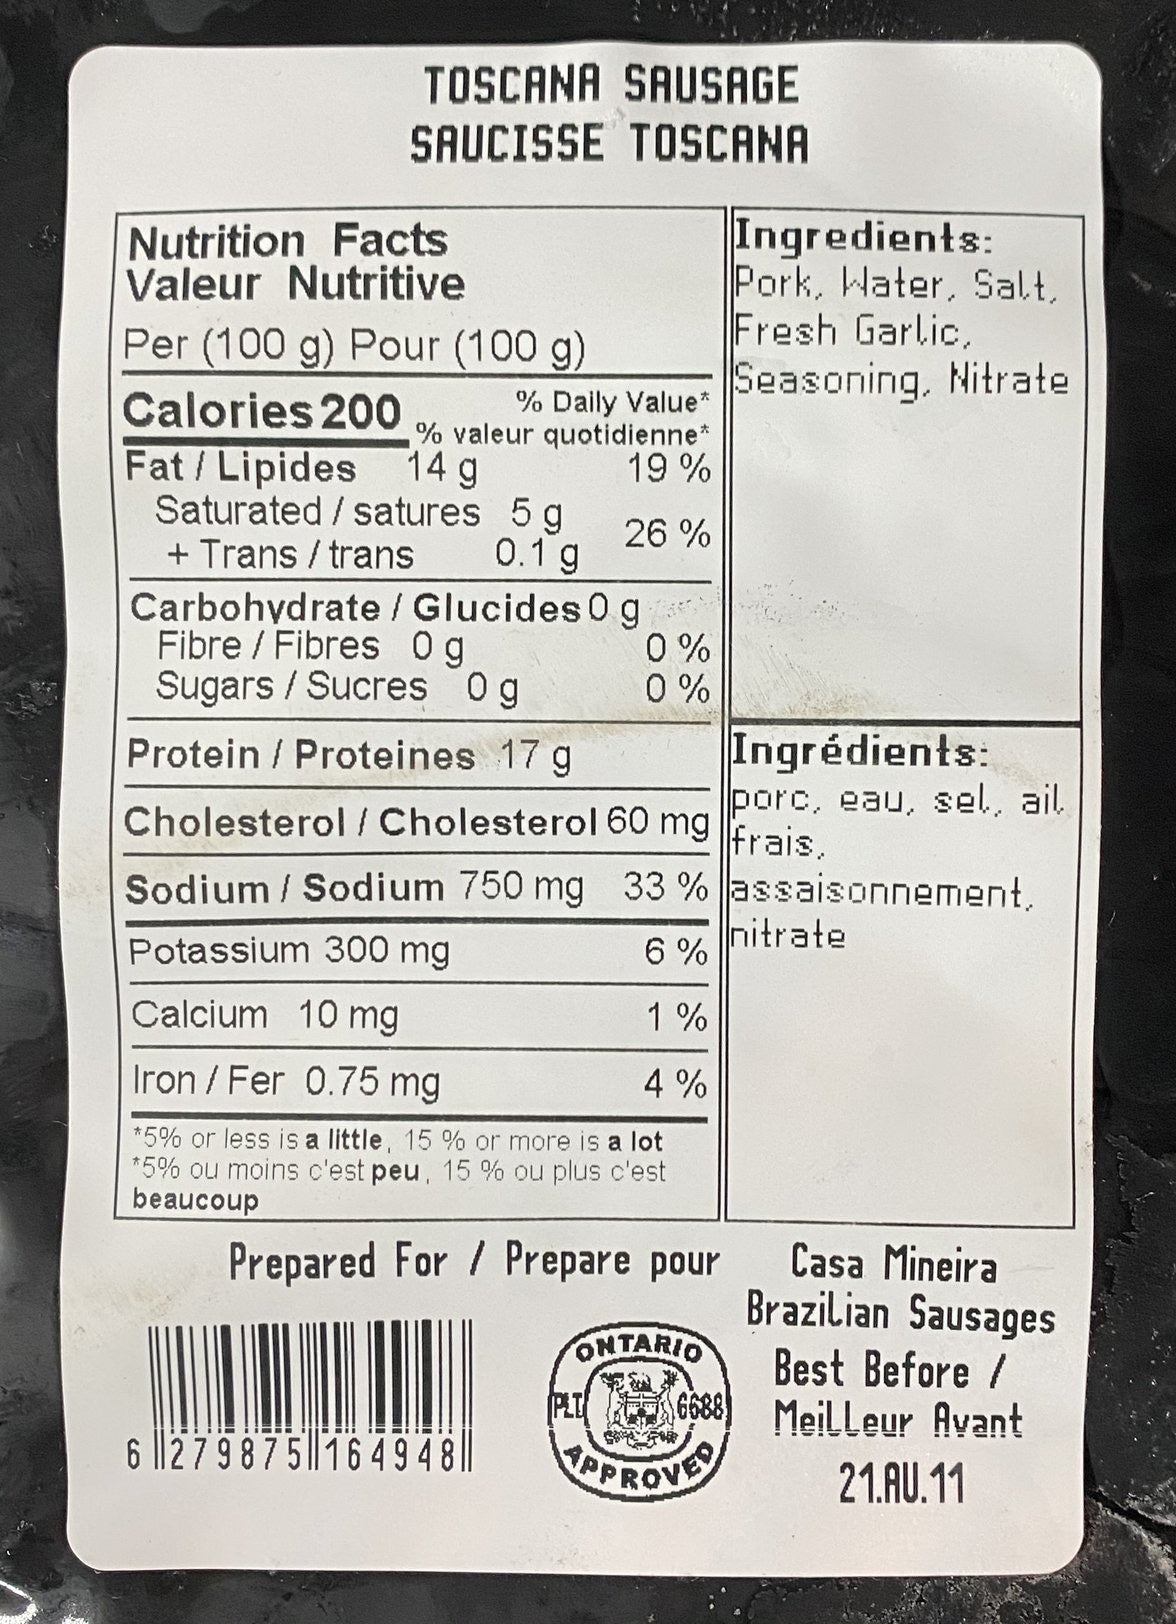 TOSCANA SAUSAGE
SAUCISSE TOSCANA
Nutrition Facts
Valeur Nutritive
Per (100 g) Pour (100 g)
Calories 200
% Daily Value*
% valeur quotidienne*
Fat / Lipides 14 g 19 %
Saturated / satures 5 g
+ Trans / trans 0.1 g
26 %
Carbohydrate / Glucides 0 g
Fibre / Fibres 0 g 0 %
Sugars / Sucres 0 g 0 %
Protein / Proteines 17 g
Cholesterol / Cholesterol 60 mg
Sodium / Sodium 750 mg 33 %
Potassium 300 mg 6 %
Calcium 10 mg 1 %
Iron / Fer 0.75 mg 4 %
*5% or less is a little, 15 % or more is a lot
*5% ou moins c'est peu, 15 % ou plus c'est
beaucoup
Ingredients:
Pork, Water, Salt,
Fresh Garlic,
Seasoning, Nitrate
Ingrédients:
porc, eau, sel, ail
frais,
assaisonnement,
nitrate
Prepared For / Prepare pour
Casa Mineira
Brazilian Sausages
Best Before /
Meilleur Avant
21.AU.11
6 279875 164948
ONTARIO
PLT 6688
APPROVED